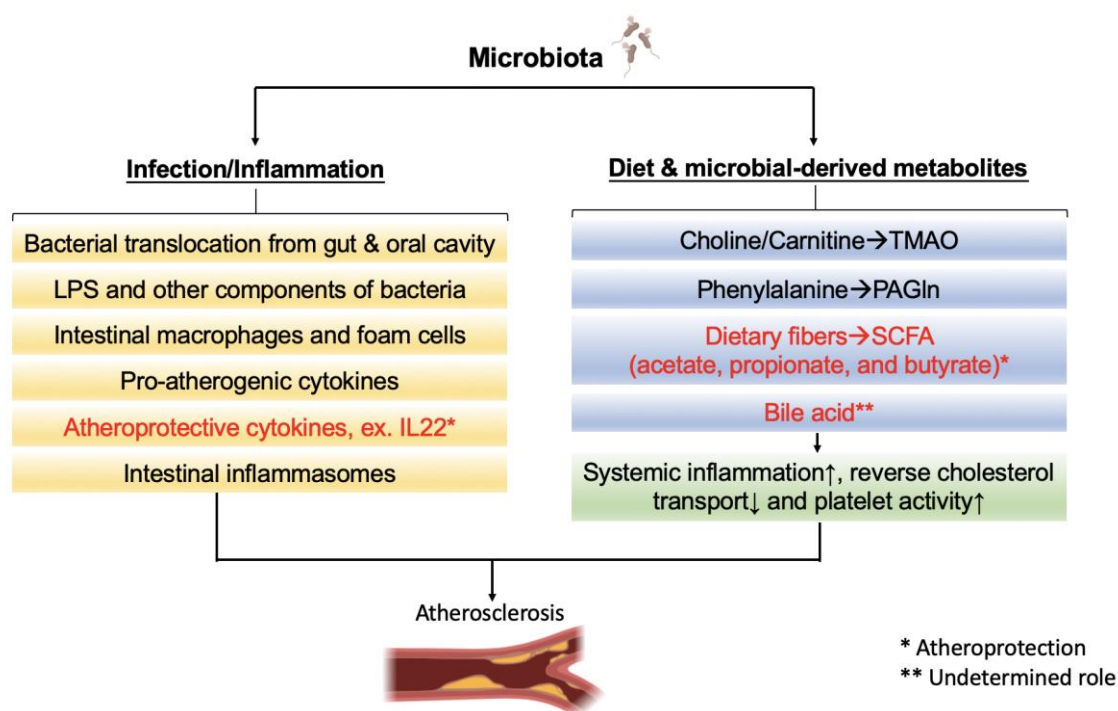 Microbiota
Infection/Inflammation
Bacterial translocation from gut & oral cavity
LPS and other components of bacteria
Intestinal macrophages and foam cells
Pro-atherogenic cytokines
Atheroprotective cytokines, ex. IL22*
Intestinal inflammasomes
Diet & microbial-derived metabolites
Choline/Carnitine→TMAO
Phenylalanine→PAGln
Dietary fibers→SCFA
(acetate, propionate, and butyrate)*
Bile acid**
Systemic inflammation↑, reverse cholesterol
transport↓ and platelet activity↑
Atherosclerosis
* Atheroprotection
** Undetermined role